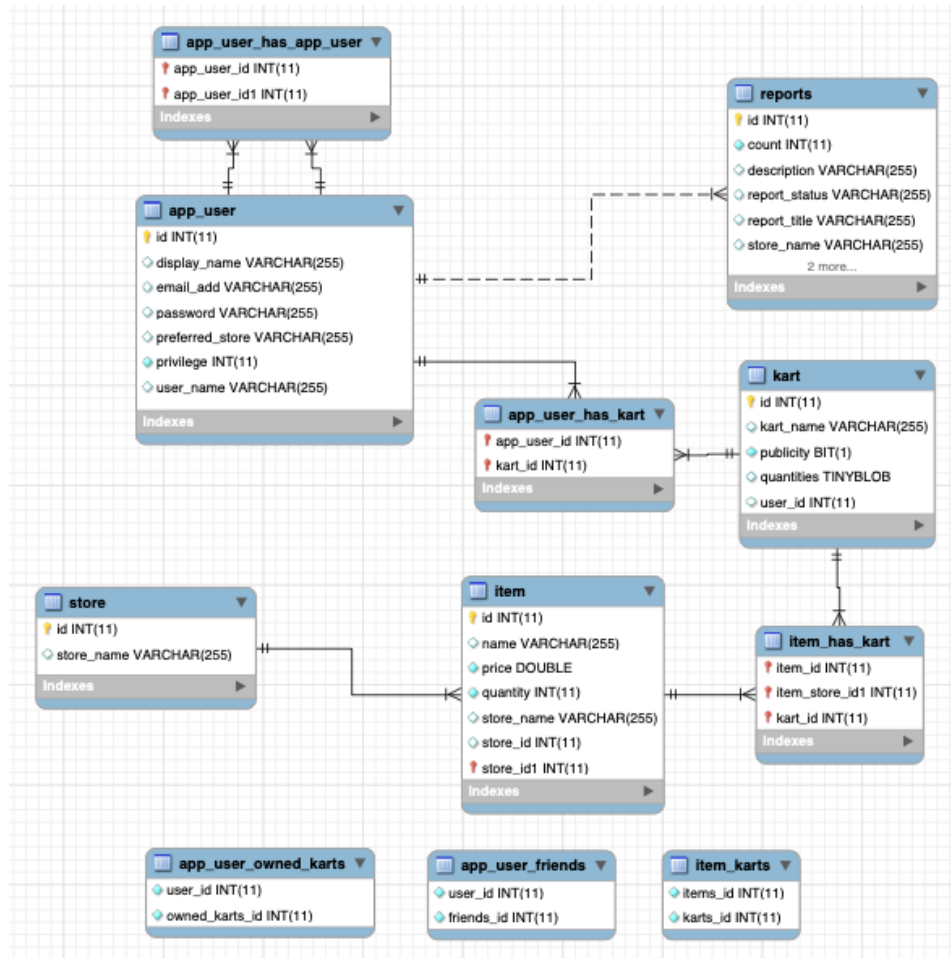 app_user_has_app_user
app_user_id INT(11)
app_user_id1 INT(11)
Indexes
reports
id INT(11)
count INT(11)
description VARCHAR(255)
report_status VARCHAR(255)
report_title VARCHAR(255)
store_name VARCHAR(255)
2 more...
Indexes
app_user
id INT(11)
display_name VARCHAR(255)
email_add VARCHAR(255)
password VARCHAR(255)
preferred_store VARCHAR(255)
privilege INT(11)
user_name VARCHAR(255)
Indexes
kart
id INT(11)
kart_name VARCHAR(255)
publicity BIT(1)
quantities TINYBLOB
user_id INT(11)
Indexes
app_user_has_kart
app_user_id INT(11)
kart_id INT(11)
Indexes
store
id INT(11)
store_name VARCHAR(255)
Indexes
item
id INT(11)
name VARCHAR(255)
price DOUBLE
quantity INT(11)
store_name VARCHAR(255)
store_id INT(11)
store_id1 INT(11)
Indexes
item_has_kart
item_id INT(11)
item_store_id1 INT(11)
kart_id INT(11)
Indexes
app_user_owned_karts
user_id INT(11)
owned_karts_id INT(11)
app_user_friends
user_id INT(11)
friends_id INT(11)
item_karts
items_id INT(11)
karts_id INT(11)